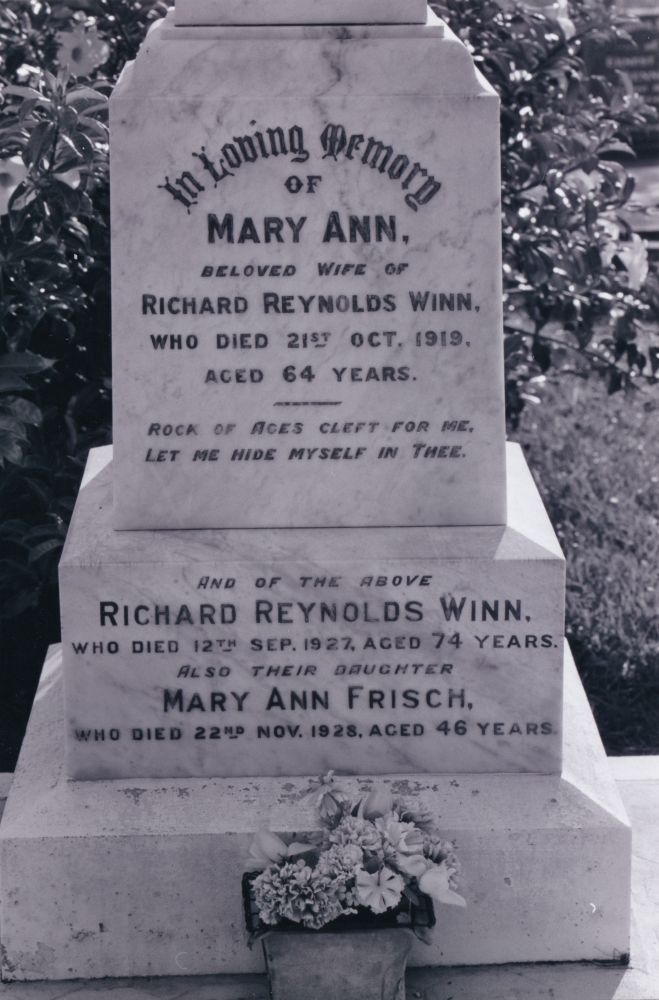 In Loving Memory
OF
MARY ANN,
BELOVED WIFE OF
RICHARD REYNOLDS WINN,
WHO DIED 21ST OCT. 1919,
AGED 64 YEARS.
ROCK OF AGES CLEFT FOR ME,
LET ME HIDE MYSELF IN THEE.
AND OF THE ABOVE
RICHARD REYNOLDS WINN,
WHO DIED 12TH SEP. 1927, AGED 74 YEARS.
ALSO THEIR DAUGHTER
MARY ANN FRISCH,
WHO DIED 22ND NOV. 1928, AGED 46 YEARS.